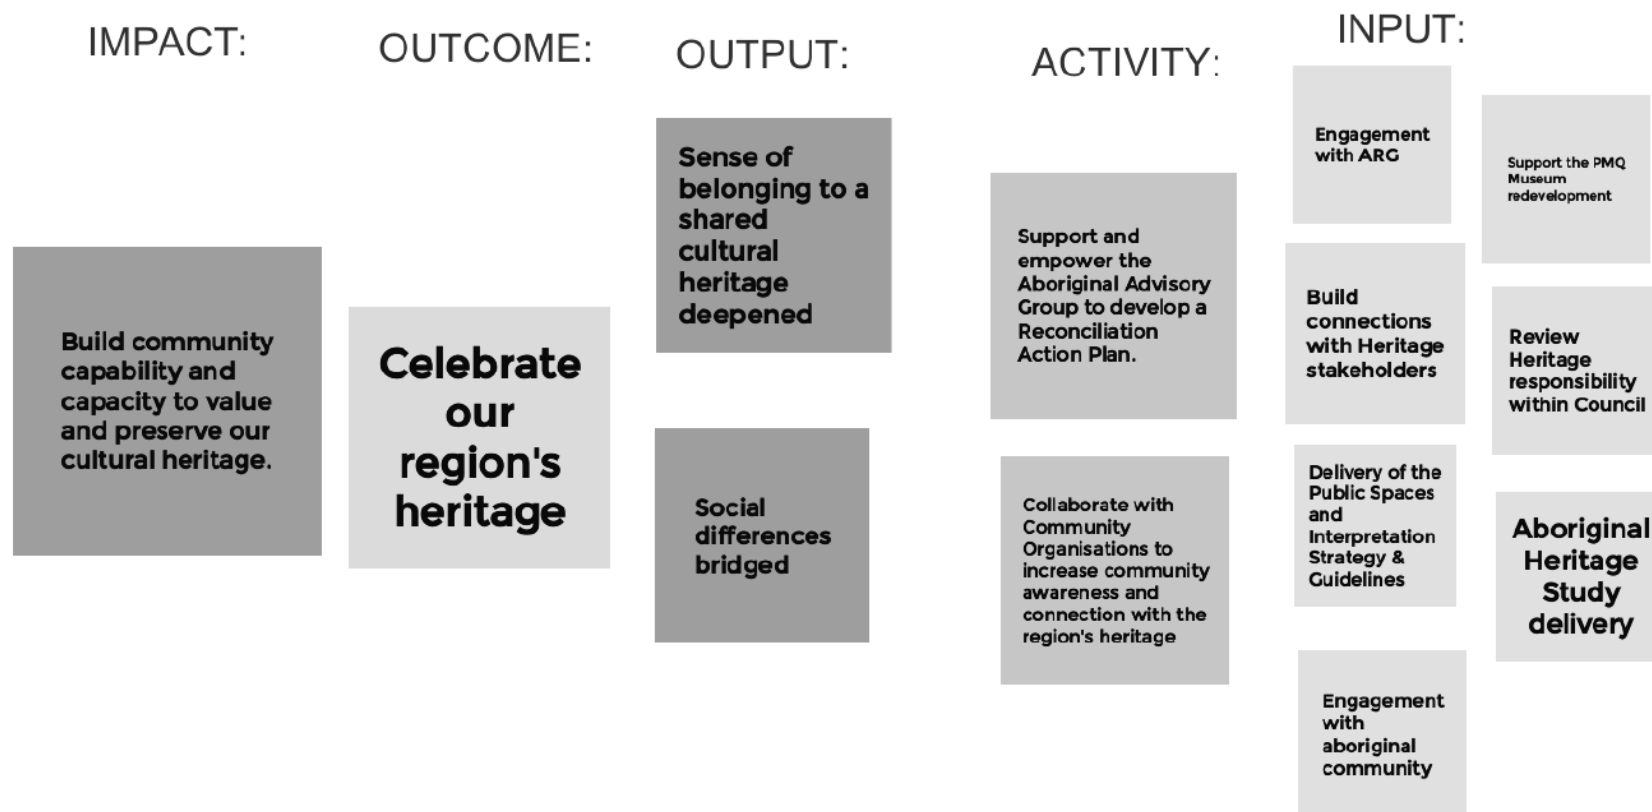 IMPACT:
Build community
capability and
capacity to value
and preserve our
cultural heritage.
OUTCOME:
Celebrate
our
region's
heritage
OUTPUT:
Sense of
belonging to a
shared
cultural
heritage
deepened
Social
differences
bridged
ACTIVITY:
Support and
empower the
Aboriginal Advisory
Group to develop a
Reconciliation
Action Plan.
Collaborate with
Community
Organisations to
increase community
awareness and
connection with the
region's heritage
INPUT:
Engagement
with ARG
Build
connections
with Heritage
stakeholders
Delivery of the
Public Spaces
and
Interpretation
Strategy &
Guidelines
Engagement
with
aboriginal
community
Support the PMQ
Museum
redevelopment
Review
Heritage
responsibility
within Council
Aboriginal
Heritage
Study
delivery